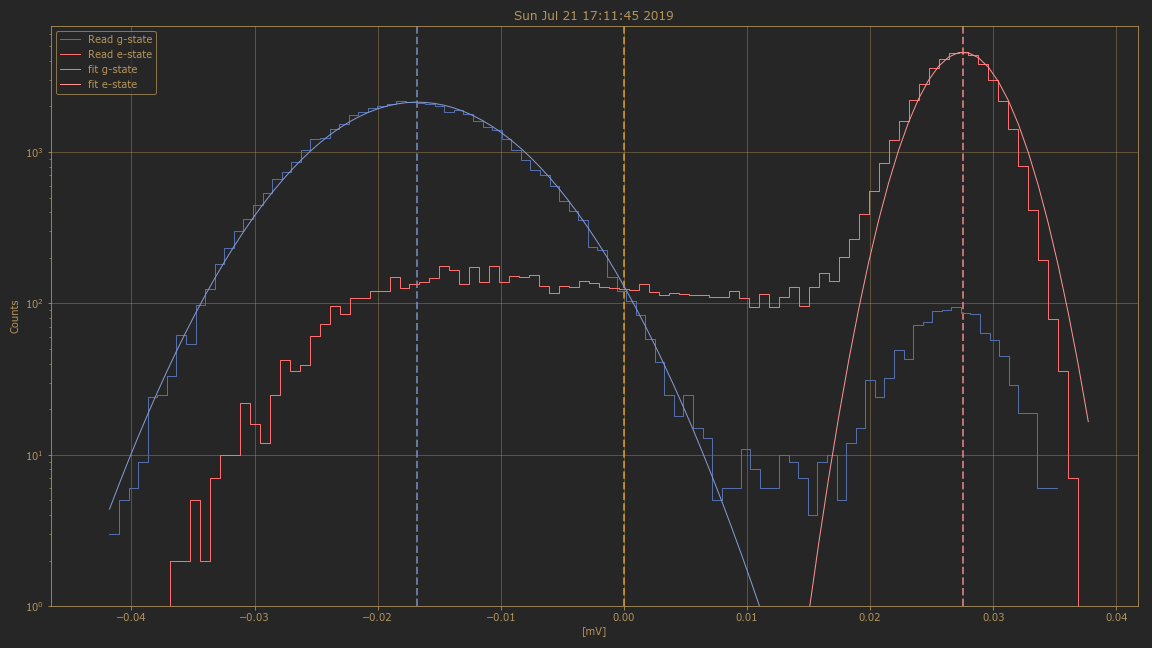 Sun Jul 21 17:11:45 2019
Read g-state
Read e-state
fit g-state
fit e-state
Counts
10³
10²
10¹
10⁰
−0.04 −0.03 −0.02 −0.01 0.00 0.01 0.02 0.03 0.04
[mV]